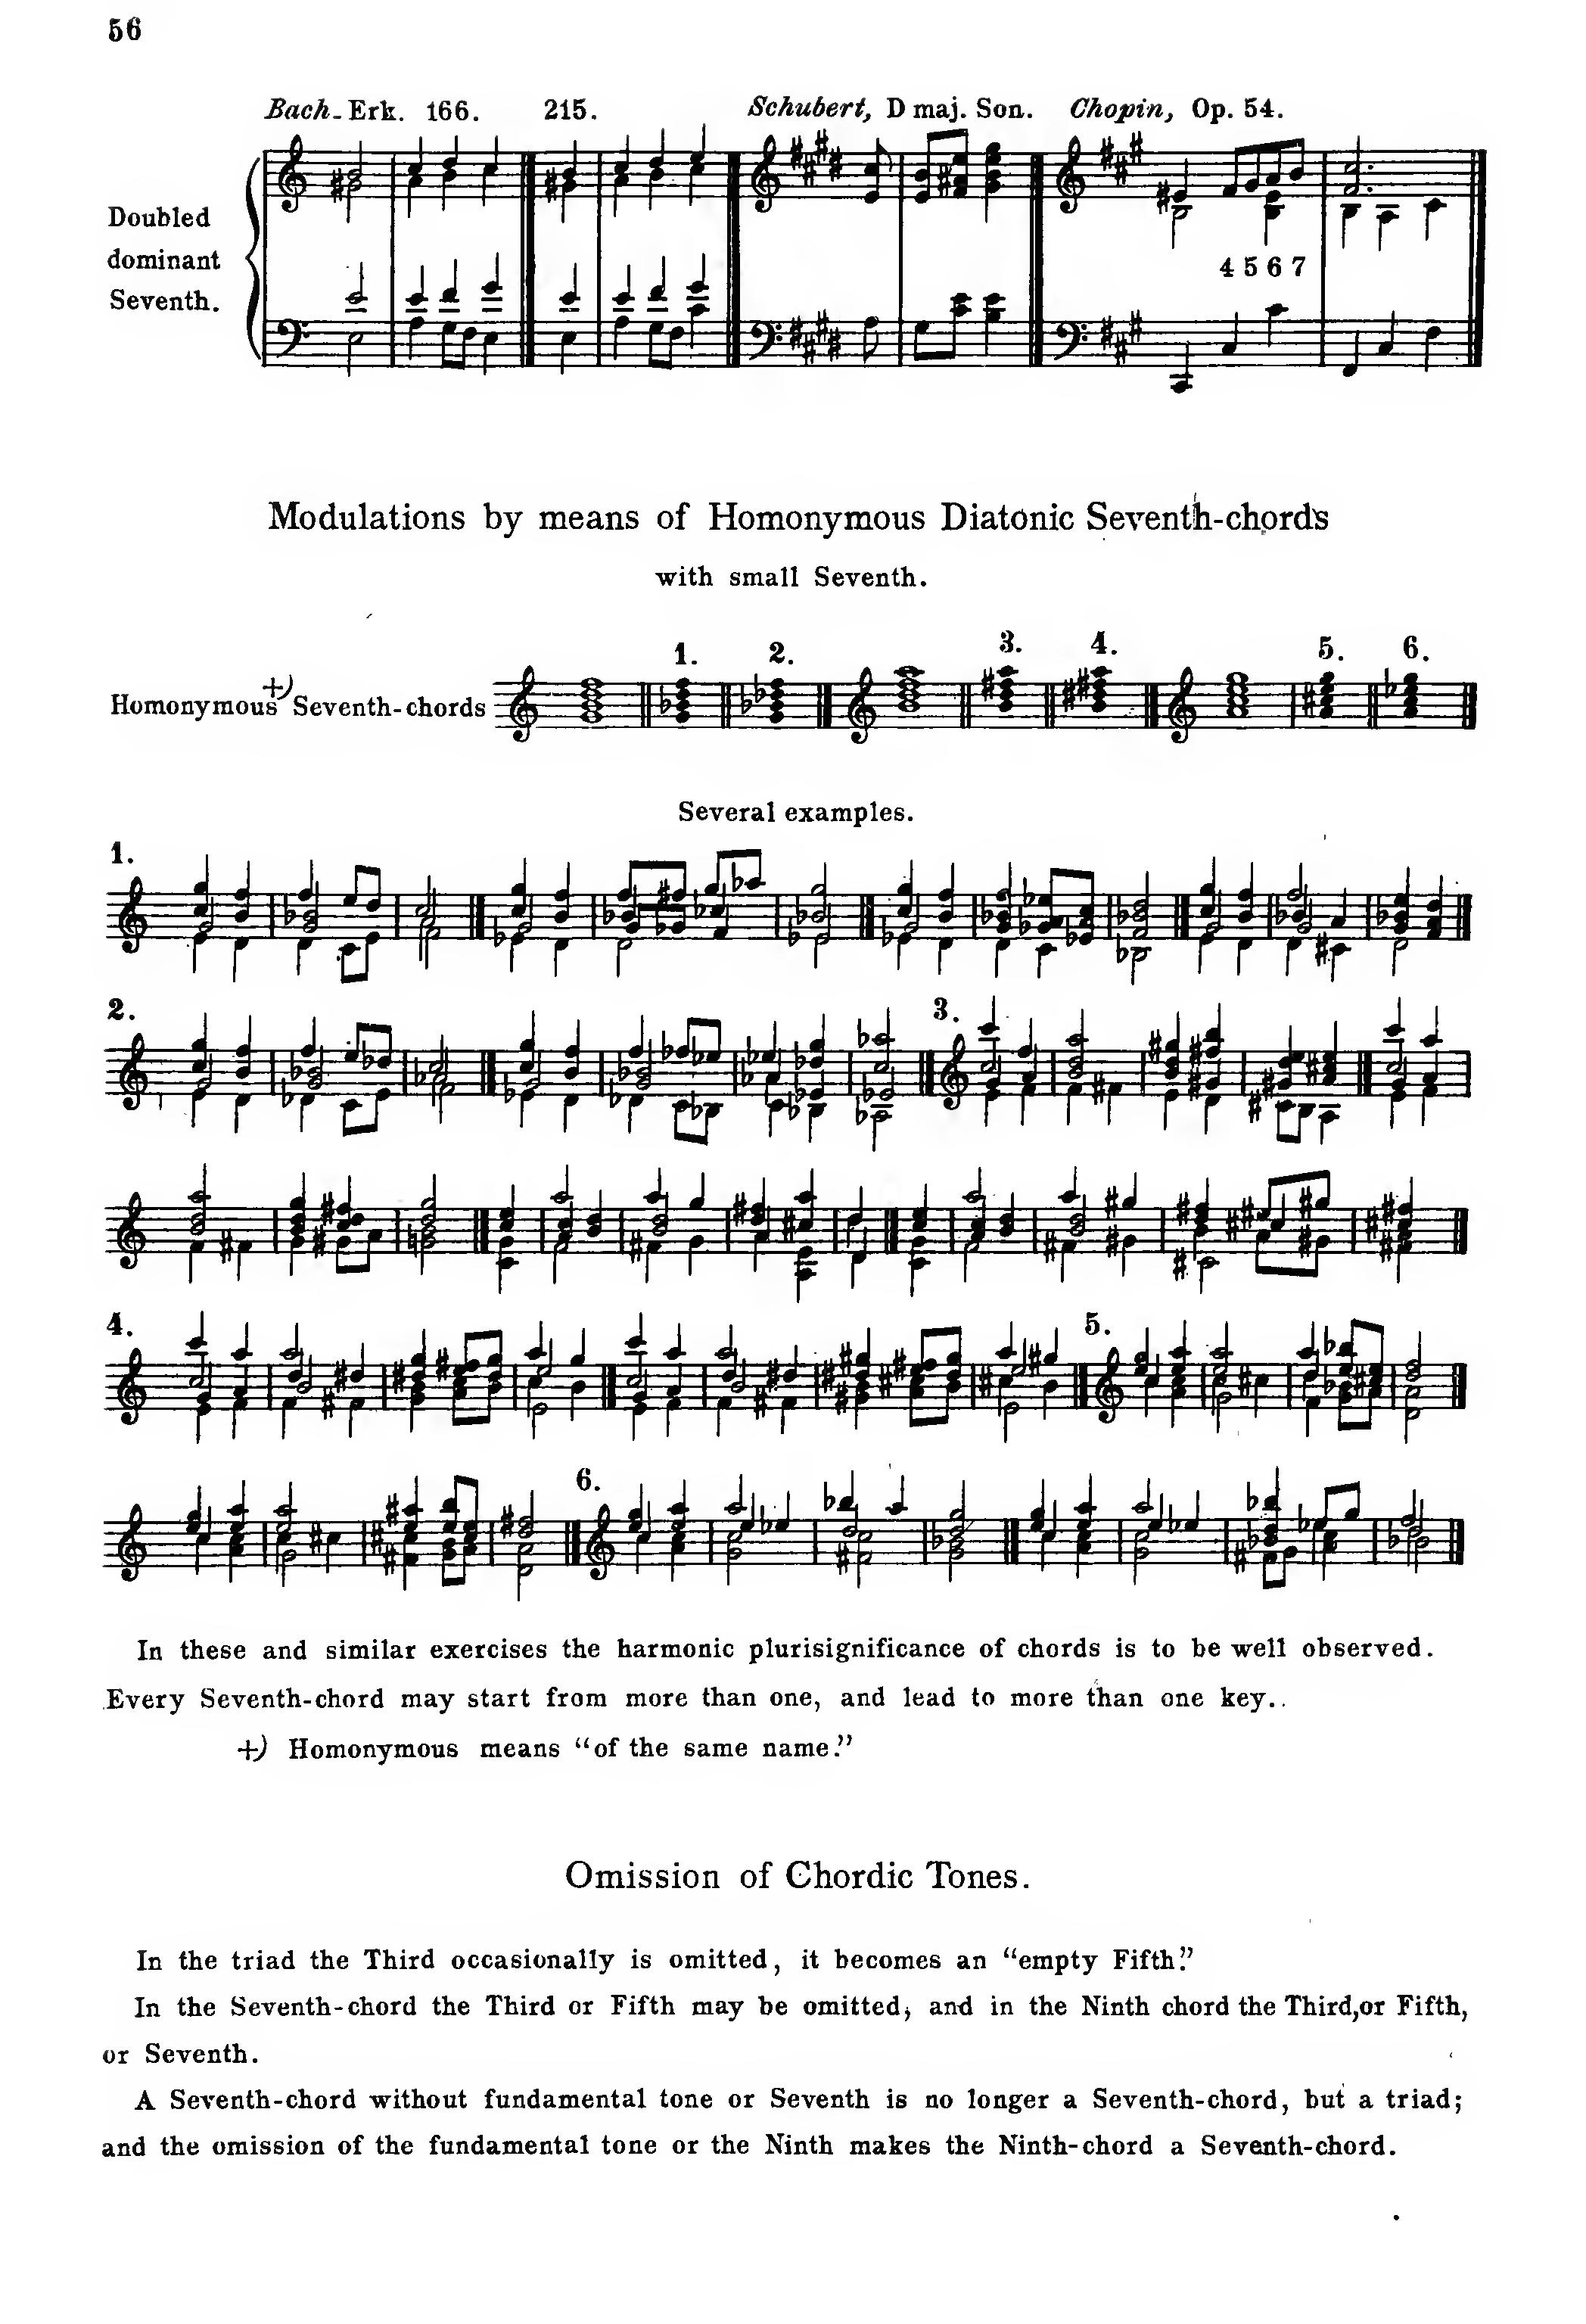 56
Bach-Erk. 166. 215. Schubert, D maj. Son. Chopin, Op. 54.
Doubled
dominant
Seventh.
4 5 6 7
Modulations by means of Homonymous Diatonic Seventh-chords
with small Seventh.
1. 2. 3. 4. 5. 6.
Homonymous +) Seventh-chords
Several examples.
1.
2. 3.
4. 5.
6.
In these and similar exercises the harmonic plurisignificance of chords is to be well observed.
Every Seventh-chord may start from more than one, and lead to more than one key..
+) Homonymous means “of the same name.”
Omission of Chordic Tones.
In the triad the Third occasionally is omitted, it becomes an “empty Fifth.”
In the Seventh-chord the Third or Fifth may be omitted; and in the Ninth chord the Third, or Fifth,
or Seventh.
A Seventh-chord without fundamental tone or Seventh is no longer a Seventh-chord, but a triad;
and the omission of the fundamental tone or the Ninth makes the Ninth-chord a Seventh-chord.